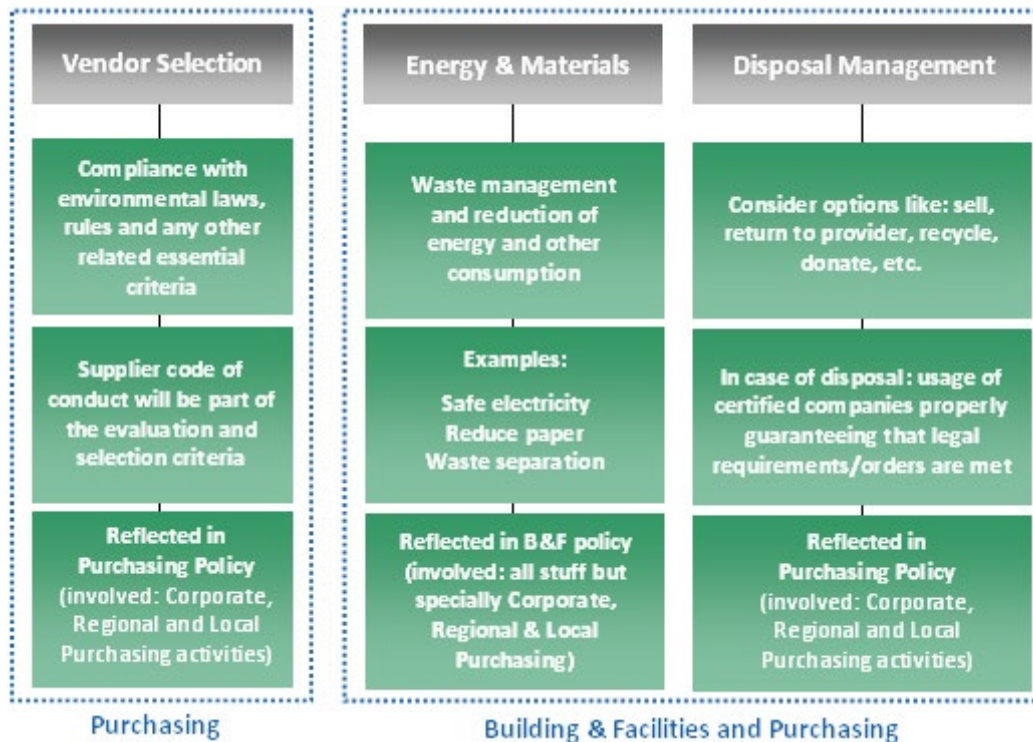 Vendor Selection
Compliance with
environmental laws,
rules and any other
related essential
criteria
Supplier code of
conduct will be part of
the evaluation and
selection criteria
Reflected in
Purchasing Policy
(involved: Corporate,
Regional and Local
Purchasing activities)
Purchasing
Energy & Materials
Waste management
and reduction of
energy and other
consumption
Examples:
Safe electricity
Reduce paper
Waste separation
Reflected in B&F policy
(involved: all stuff but
specially Corporate,
Regional & Local
Purchasing)
Disposal Management
Consider options like: sell,
return to provider, recycle,
donate, etc.
In case of disposal: usage of
certified companies properly
guaranteeing that legal
requirements/orders are met
Reflected in
Purchasing Policy
(involved: Corporate,
Regional and Local
Purchasing activities)
Building & Facilities and Purchasing